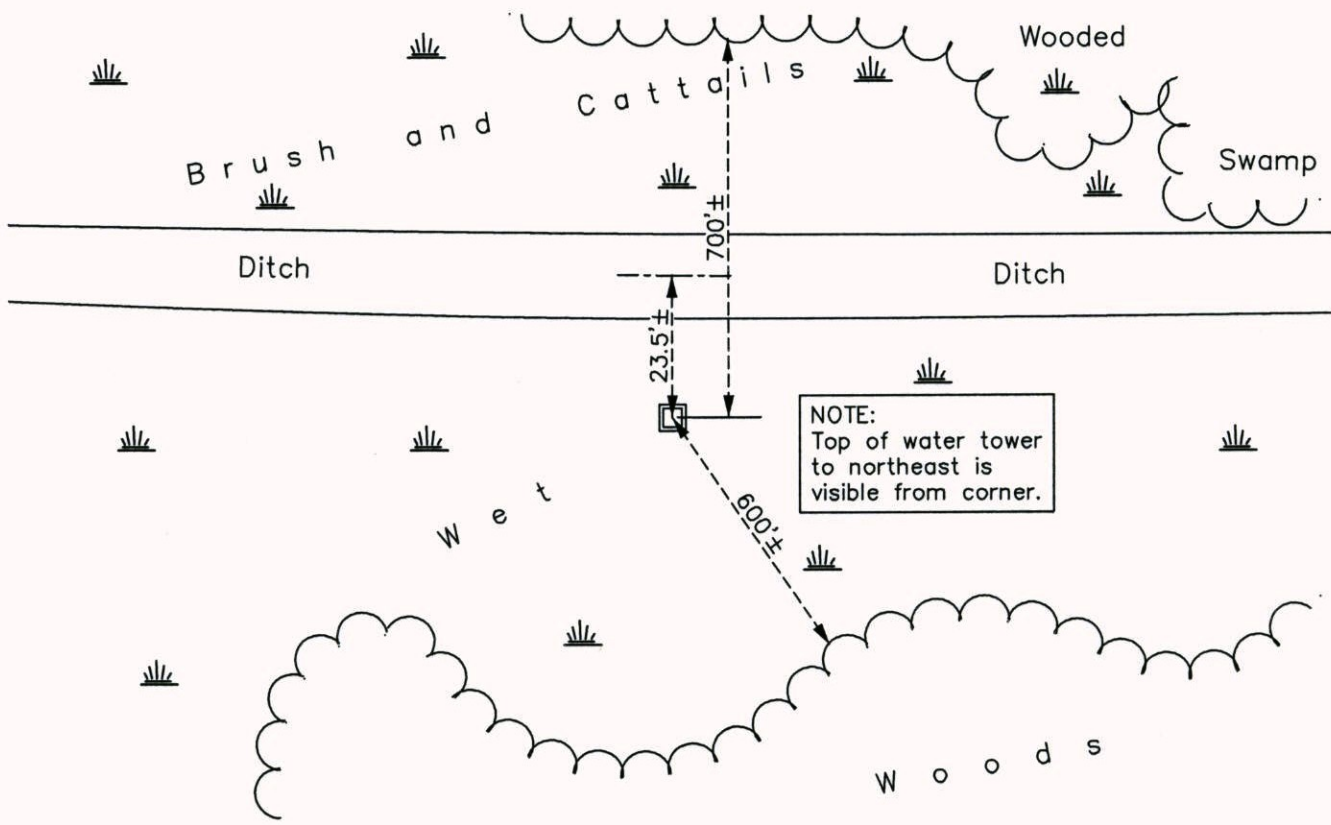 Wooded
Brush and Cattails
Swamp
700'±
Ditch
Ditch
23.5'±
NOTE:
Top of water tower
to northeast is
visible from corner.
Wet
600'±
Woods